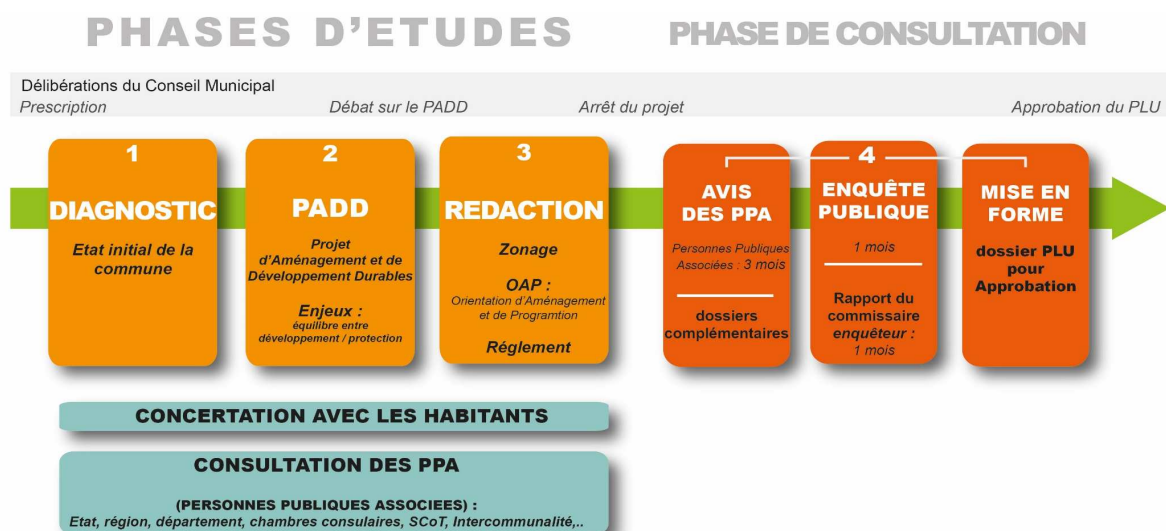 PHASES D'ETUDES
PHASE DE CONSULTATION
Délibérations du Conseil Municipal
Prescription
Débat sur le PADD
Arrêt du projet
Approbation du PLU
1
DIAGNOSTIC
Etat initial de la
commune
2
PADD
Projet
d'Aménagement et de
Développement Durables
Enjeux :
équilibre entre
développement / protection
3
REDACTION
Zonage
OAP :
Orientation d'Aménagement
et de Programtion
Réglement
4
AVIS
DES PPA
Personnes Publiques
Associées : 3 mois
dossiers
complémentaires
ENQUÊTE
PUBLIQUE
1 mois
Rapport du
commissaire
enquêteur :
1 mois
MISE EN
FORME
dossier PLU
pour
Approbation
CONCERTATION AVEC LES HABITANTS
CONSULTATION DES PPA
(PERSONNES PUBLIQUES ASSOCIEES) :
Etat, région, département, chambres consulaires, SCoT, Intercommunalité,..